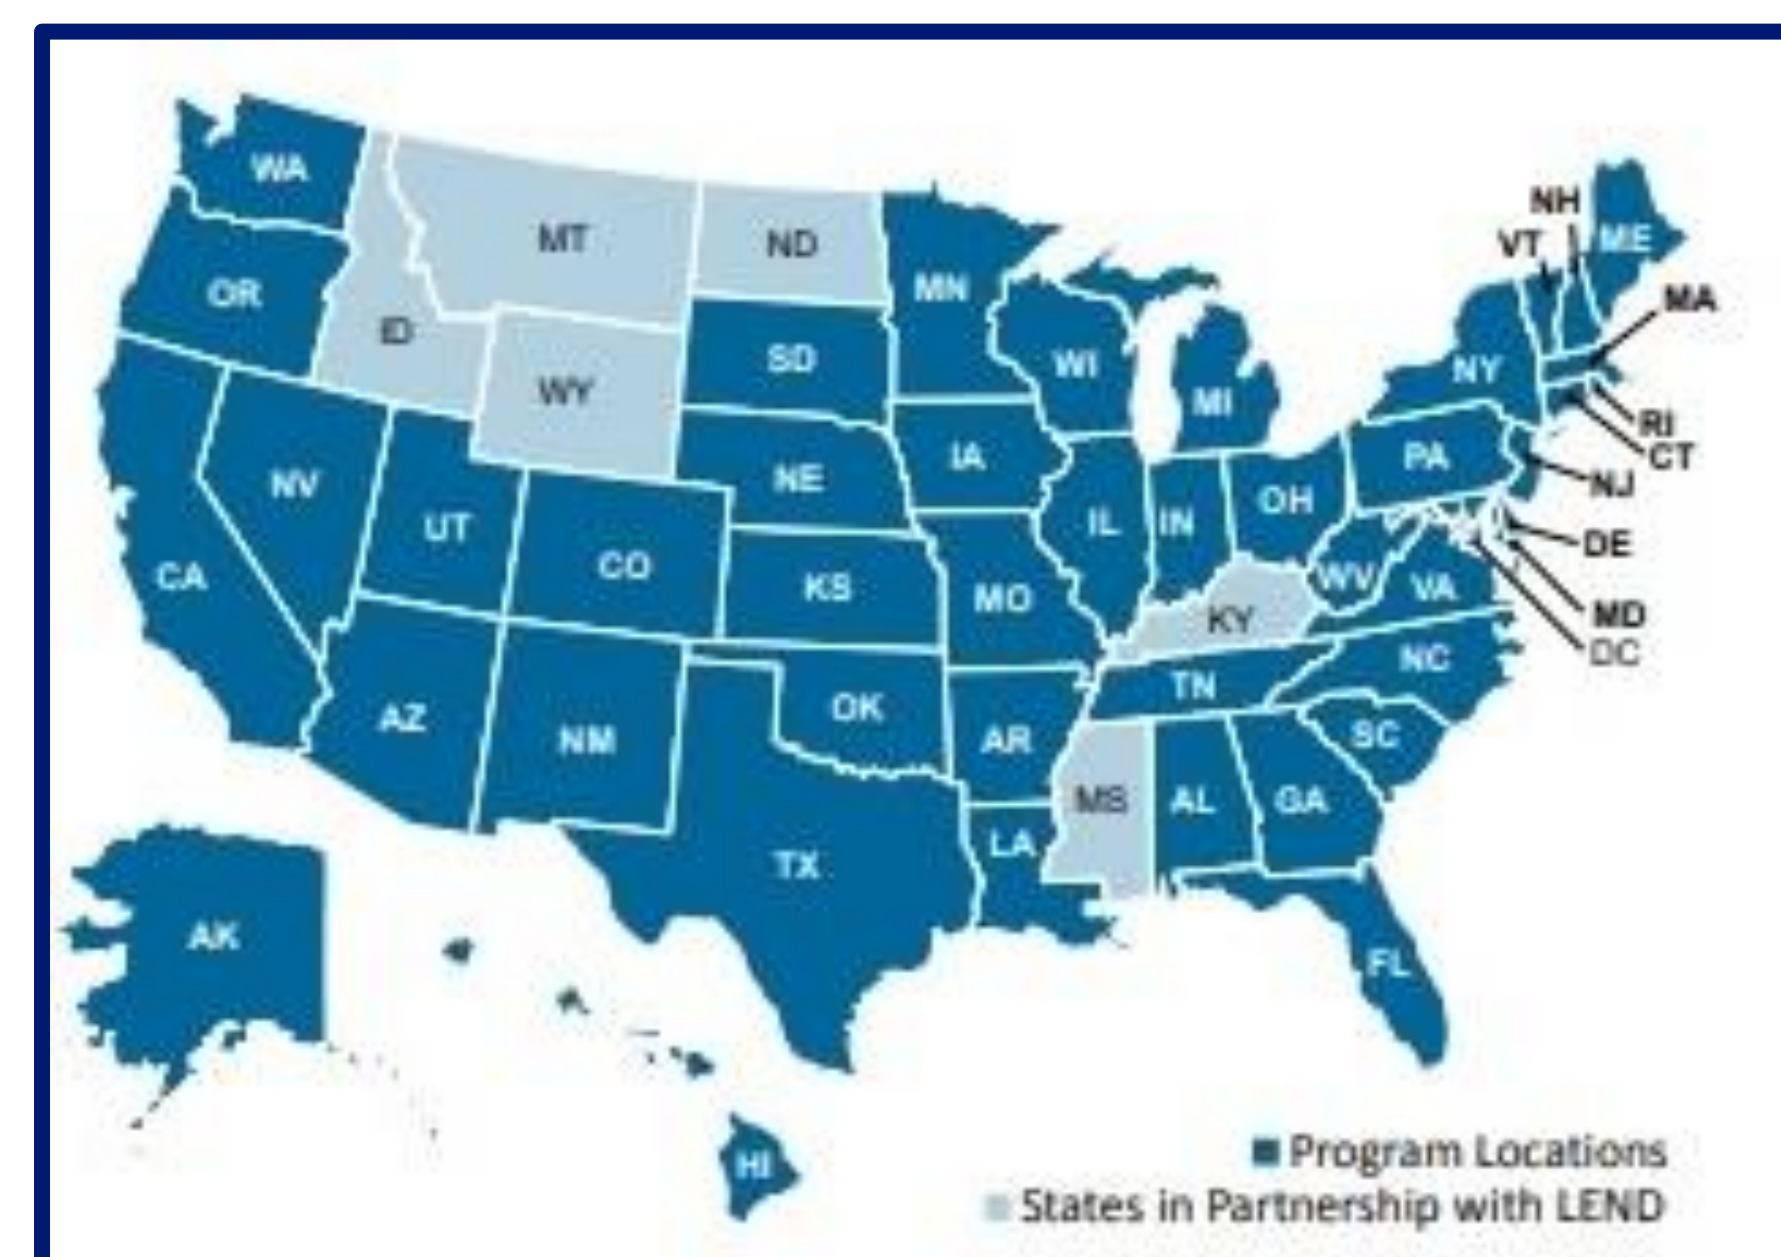 WA
MT
ND
MN
NH
VT
ME
OR
ID
MA
SD
WI
NY
MI
WY
RI
CT
IA
PA
NV
NE
NJ
UT
IL
IN
OH
DE
CO
CA
KS
MO
WV
VA
KY
MD
DC
NC
TN
AZ
NM
OK
AR
SC
MS
AL
GA
LA
TX
AK
FL
HI
Program Locations
States in Partnership with LEND